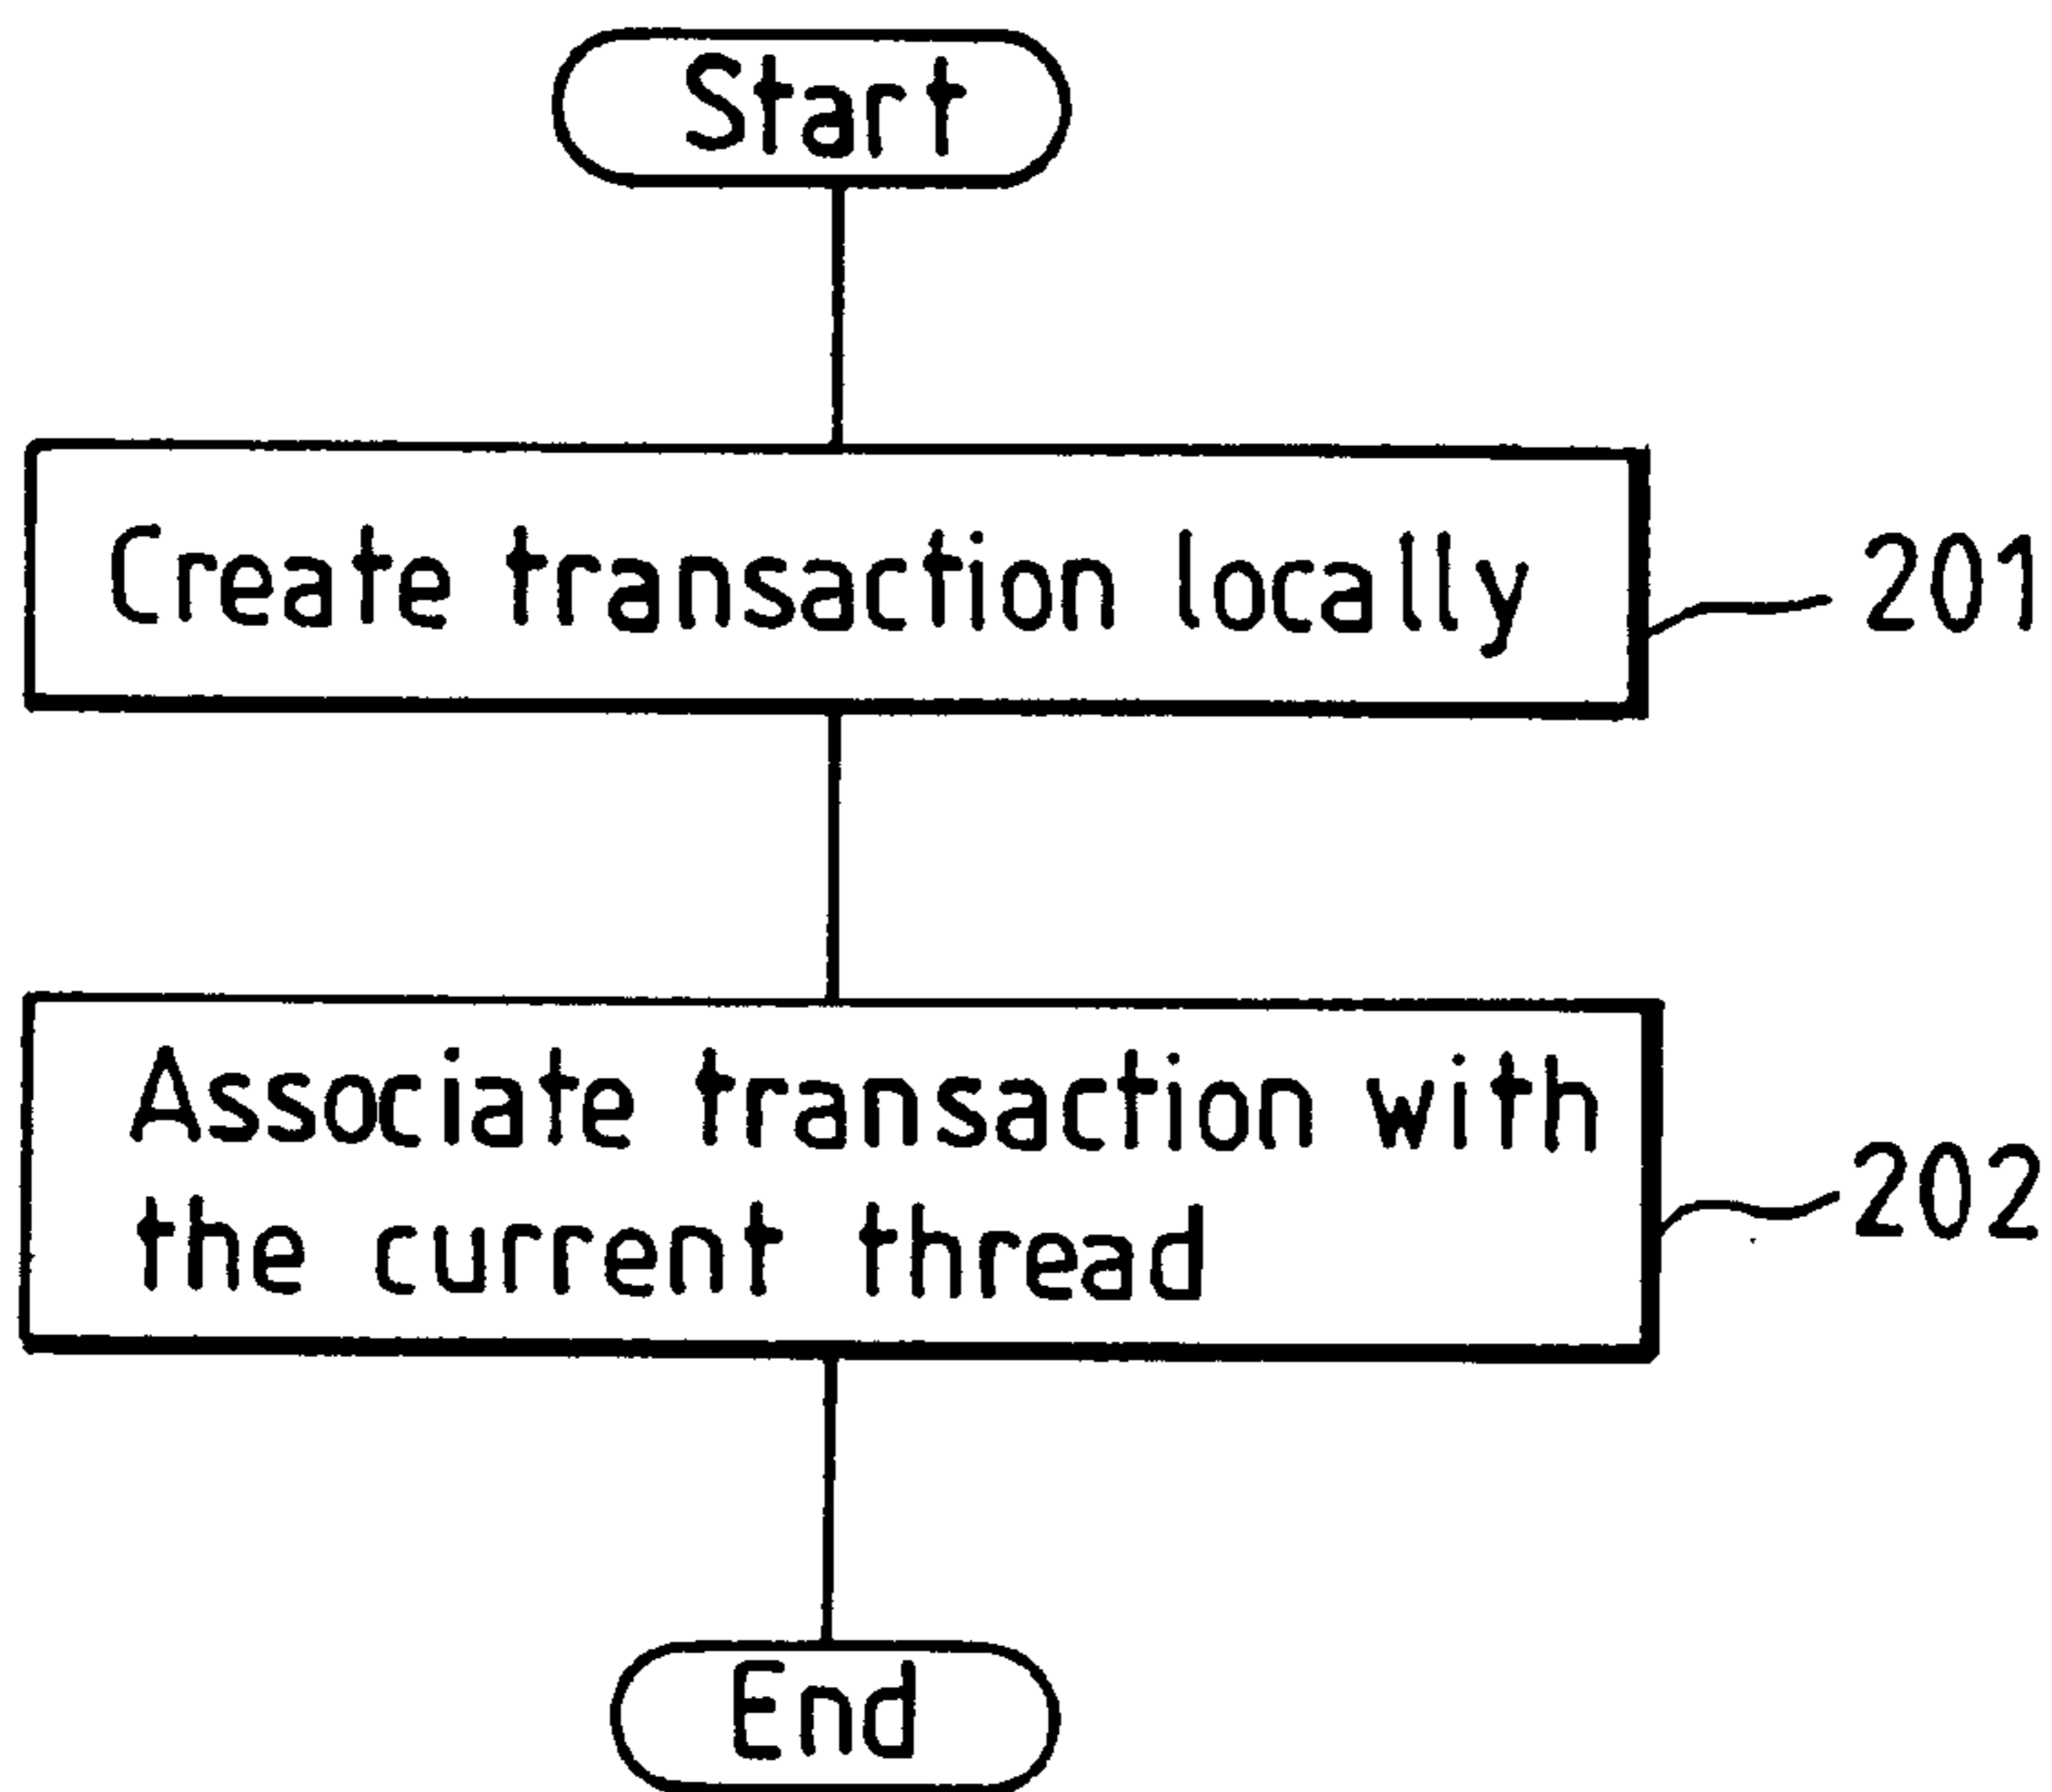 Start
Create transaction locally
201
Associate transaction with
the current thread
202
End